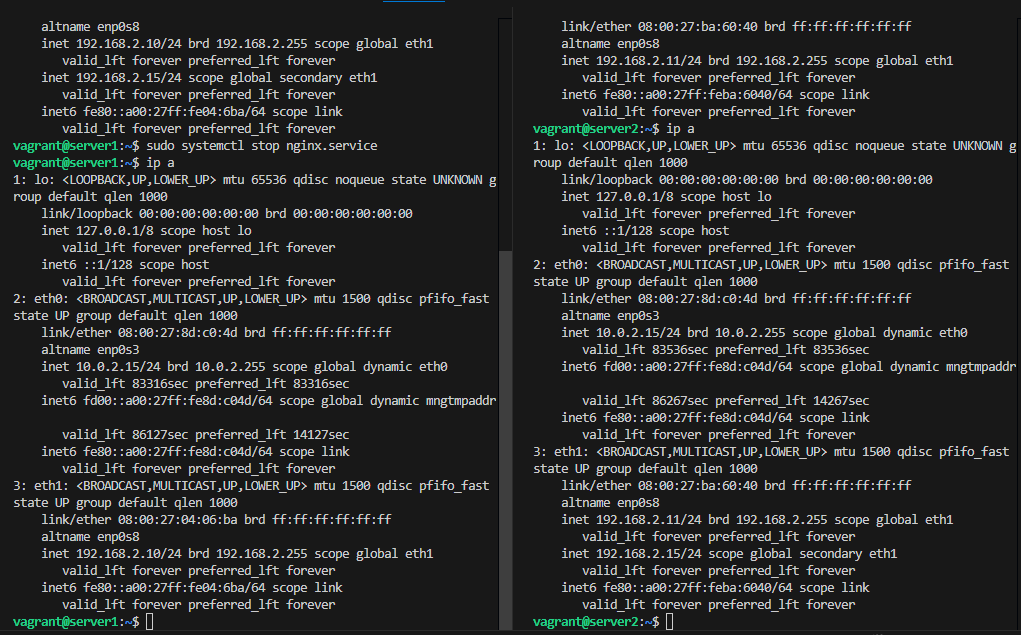 altname enp0s8
    inet 192.168.2.10/24 brd 192.168.2.255 scope global eth1
       valid_lft forever preferred_lft forever
    inet 192.168.2.15/24 scope global secondary eth1
       valid_lft forever preferred_lft forever
    inet6 fe80::a00:27ff:fe04:6ba/64 scope link
       valid_lft forever preferred_lft forever
vagrant@server1:~$ sudo systemctl stop nginx.service
vagrant@server1:~$ ip a
1: lo: <LOOPBACK,UP,LOWER_UP> mtu 65536 qdisc noqueue state UNKNOWN g
roup default qlen 1000
    link/loopback 00:00:00:00:00:00 brd 00:00:00:00:00:00
    inet 127.0.0.1/8 scope host lo
       valid_lft forever preferred_lft forever
    inet6 ::1/128 scope host
       valid_lft forever preferred_lft forever
2: eth0: <BROADCAST,MULTICAST,UP,LOWER_UP> mtu 1500 qdisc pfifo_fast
state UP group default qlen 1000
    link/ether 08:00:27:8d:c0:4d brd ff:ff:ff:ff:ff:ff
    altname enp0s3
    inet 10.0.2.15/24 brd 10.0.2.255 scope global dynamic eth0
       valid_lft 83316sec preferred_lft 83316sec
    inet6 fd00::a00:27ff:fe8d:c04d/64 scope global dynamic mngtmpaddr
       valid_lft 86127sec preferred_lft 14127sec
    inet6 fe80::a00:27ff:fe8d:c04d/64 scope link
       valid_lft forever preferred_lft forever
3: eth1: <BROADCAST,MULTICAST,UP,LOWER_UP> mtu 1500 qdisc pfifo_fast
state UP group default qlen 1000
    link/ether 08:00:27:04:06:ba brd ff:ff:ff:ff:ff:ff
    altname enp0s8
    inet 192.168.2.10/24 brd 192.168.2.255 scope global eth1
       valid_lft forever preferred_lft forever
    inet6 fe80::a00:27ff:fe04:6ba/64 scope link
       valid_lft forever preferred_lft forever
vagrant@server1:~$
    link/ether 08:00:27:ba:60:40 brd ff:ff:ff:ff:ff:ff
    altname enp0s8
    inet 192.168.2.11/24 brd 192.168.2.255 scope global eth1
       valid_lft forever preferred_lft forever
    inet6 fe80::a00:27ff:feba:6040/64 scope link
       valid_lft forever preferred_lft forever
vagrant@server2:~$ ip a
1: lo: <LOOPBACK,UP,LOWER_UP> mtu 65536 qdisc noqueue state UNKNOWN g
roup default qlen 1000
    link/loopback 00:00:00:00:00:00 brd 00:00:00:00:00:00
    inet 127.0.0.1/8 scope host lo
       valid_lft forever preferred_lft forever
    inet6 ::1/128 scope host
       valid_lft forever preferred_lft forever
2: eth0: <BROADCAST,MULTICAST,UP,LOWER_UP> mtu 1500 qdisc pfifo_fast
state UP group default qlen 1000
    link/ether 08:00:27:8d:c0:4d brd ff:ff:ff:ff:ff:ff
    altname enp0s3
    inet 10.0.2.15/24 brd 10.0.2.255 scope global dynamic eth0
       valid_lft 83536sec preferred_lft 83536sec
    inet6 fd00::a00:27ff:fe8d:c04d/64 scope global dynamic mngtmpaddr
       valid_lft 86267sec preferred_lft 14267sec
    inet6 fe80::a00:27ff:fe8d:c04d/64 scope link
       valid_lft forever preferred_lft forever
3: eth1: <BROADCAST,MULTICAST,UP,LOWER_UP> mtu 1500 qdisc pfifo_fast
state UP group default qlen 1000
    link/ether 08:00:27:ba:60:40 brd ff:ff:ff:ff:ff:ff
    altname enp0s8
    inet 192.168.2.11/24 brd 192.168.2.255 scope global eth1
       valid_lft forever preferred_lft forever
    inet 192.168.2.15/24 scope global secondary eth1
       valid_lft forever preferred_lft forever
    inet6 fe80::a00:27ff:feba:6040/64 scope link
       valid_lft forever preferred_lft forever
vagrant@server2:~$